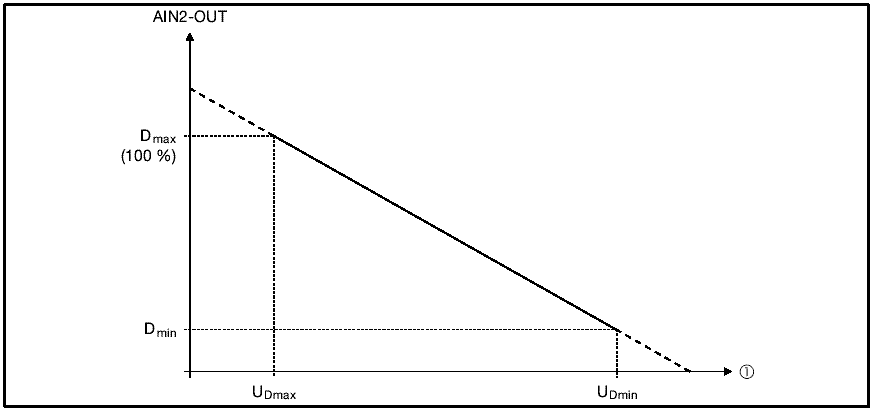 AIN2-OUT
Dmax
(100 %)
Dmin
①
UDmax
UDmin